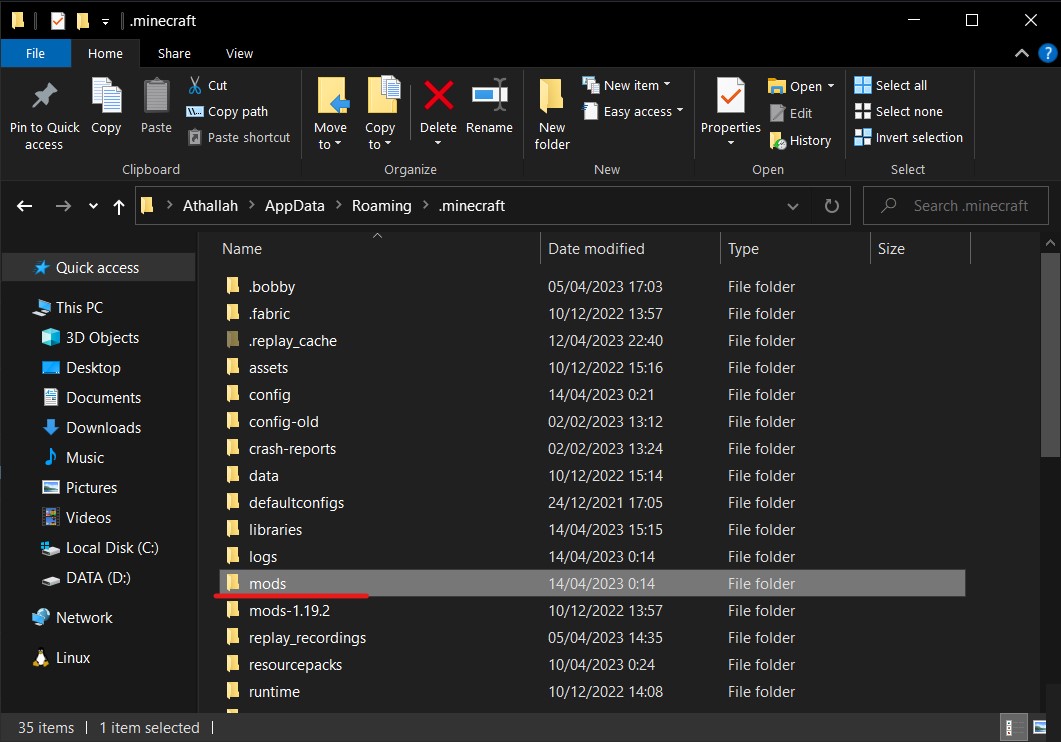 .minecraft
File Home Share View
Pin to Quick access
Copy
Paste
Cut
Copy path
Paste shortcut
Clipboard
Move to
Copy to
Delete
Rename
Organize
New folder
New item
Easy access
New
Properties
Open
Edit
History
Open
Select all
Select none
Invert selection
Select
Athallah > AppData > Roaming > .minecraft
Search .minecraft
Quick access
This PC
3D Objects
Desktop
Documents
Downloads
Music
Pictures
Videos
Local Disk (C:)
DATA (D:)
Network
Linux
Name Date modified Type Size
.bobby 05/04/2023 17:03 File folder
.fabric 10/12/2022 13:57 File folder
.replay_cache 12/04/2023 22:40 File folder
assets 10/12/2022 15:16 File folder
config 14/04/2023 0:21 File folder
config-old 02/02/2023 13:12 File folder
crash-reports 02/02/2023 13:24 File folder
data 10/12/2022 15:14 File folder
defaultconfigs 24/12/2021 17:05 File folder
libraries 14/04/2023 15:15 File folder
logs 14/04/2023 0:14 File folder
mods 14/04/2023 0:14 File folder
mods-1.19.2 10/12/2022 13:57 File folder
replay_recordings 05/04/2023 14:35 File folder
resourcepacks 10/04/2023 0:24 File folder
runtime 10/12/2022 14:08 File folder
35 items 1 item selected